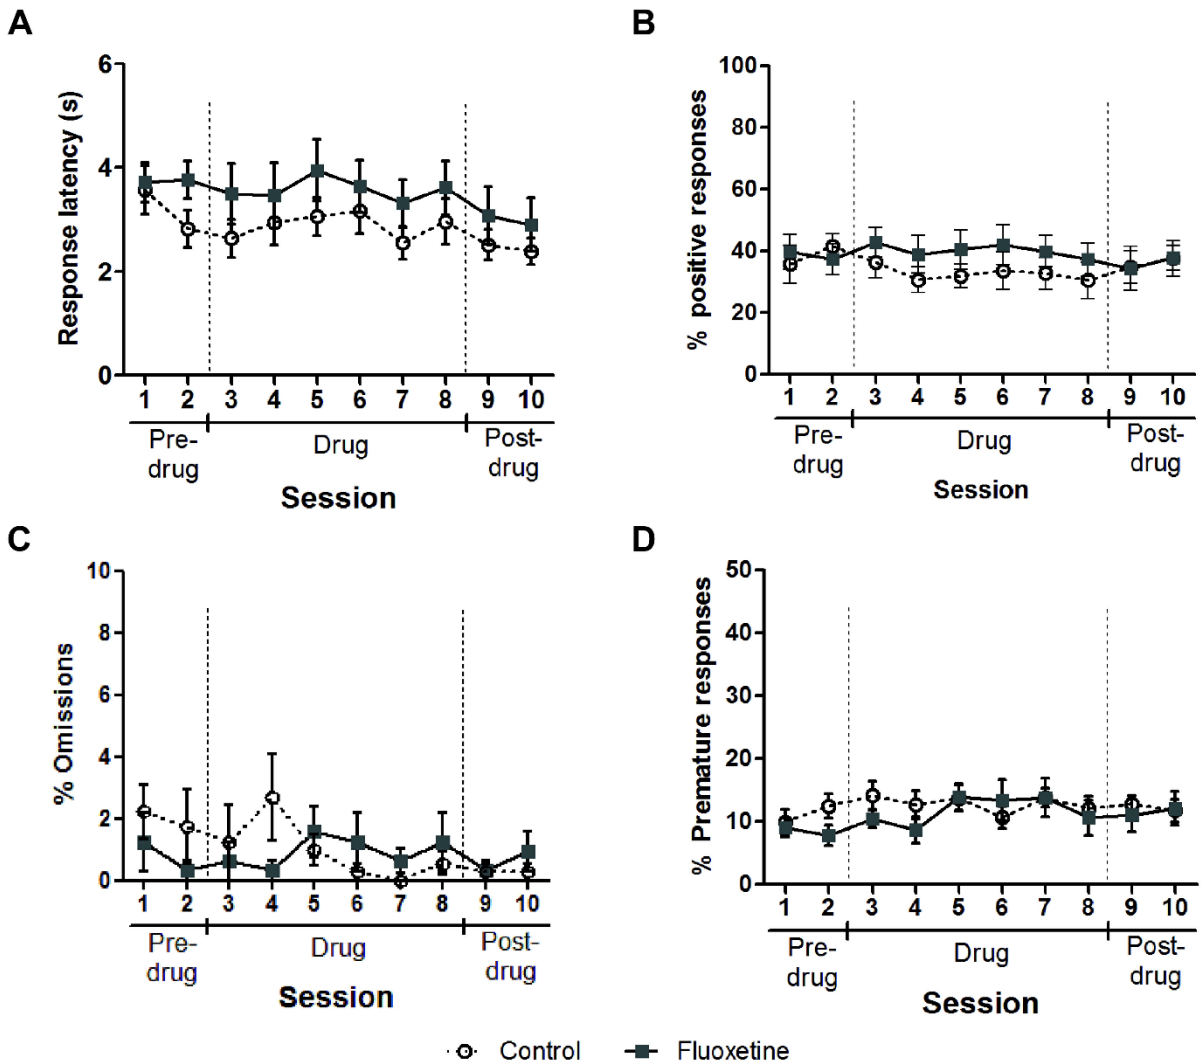 A
Response latency (s)
6
4
2
0
1 2 3 4 5 6 7 8 9 10
Pre-
drug
Drug
Post-
drug
Session
B
% positive responses
100
80
60
40
20
0
1 2 3 4 5 6 7 8 9 10
Pre-
drug
Drug
Post-
drug
Session
C
% Omissions
10
8
6
4
2
0
1 2 3 4 5 6 7 8 9 10
Pre-
drug
Drug
Post-
drug
Session
D
% Premature responses
50
40
30
20
10
0
1 2 3 4 5 6 7 8 9 10
Pre-
drug
Drug
Post-
drug
Session
Control Fluoxetine